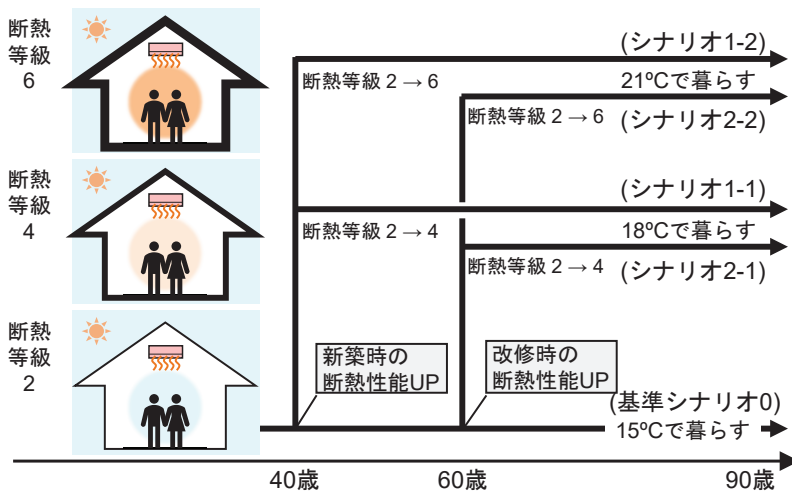 断熱
等級
6
(シナリオ1-2)
断熱等級 2 → 6
21ºCで暮らす
断熱等級 2 → 6
(シナリオ2-2)
断熱
等級
4
(シナリオ1-1)
断熱等級 2 → 4
18ºCで暮らす
断熱等級 2 → 4
(シナリオ2-1)
断熱
等級
2
新築時の
断熱性能UP
改修時の
断熱性能UP
(基準シナリオ0)
15ºCで暮らす
40歳
60歳
90歳